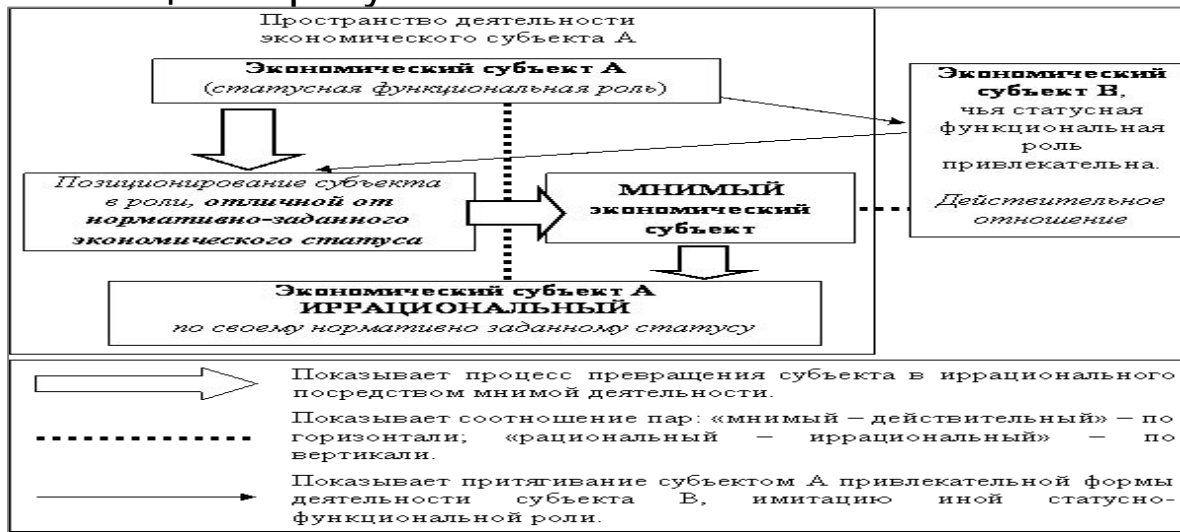 Пространство деятельности
экономического субъекта А
Экономический субъект А
(статусная функциональная роль)
Экономический
субъект В,
чья статусная
функциональная
роль
привлекательна.
Действительное
отношение
Позиционирование субъекта
в роли, отличной от
нормативно-заданного
экономического статуса
МНИМЫЙ
экономический
субъект
Экономический субъект А
ИРРАЦИОНАЛЬНЫЙ
по своему нормативно заданному статусу
Показывает процесс превращения субъекта в иррационального
посредством мнимой деятельности.
Показывает соотношение пар: «мнимый – действительный» – по
горизонтали; «рациональный – иррациональный» – по
вертикали.
Показывает притягивание субъектом А привлекательной формы
деятельности субъекта В, имитацию иной статусно-
функциональной роли.